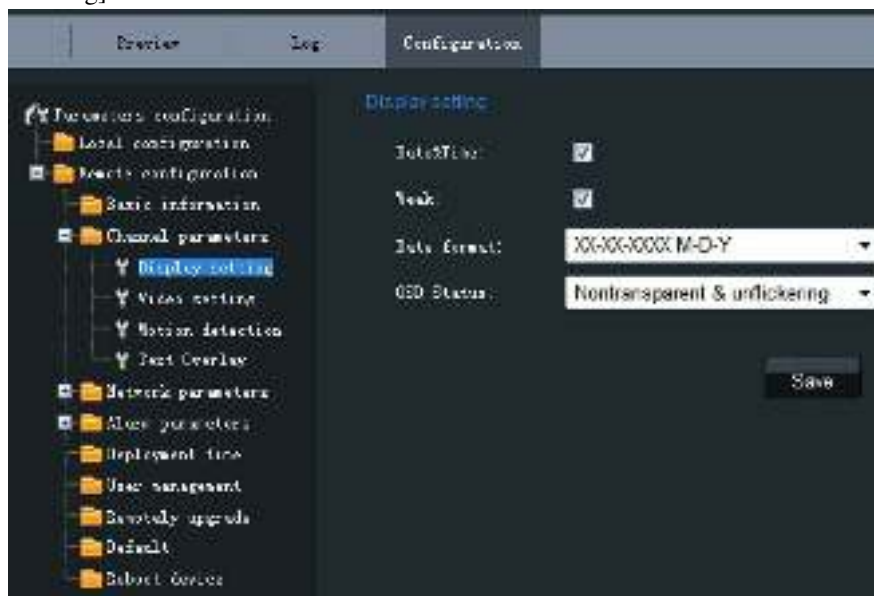 g]
Preview Log Configuration
Parameters configuration
Display setting
Local configuration
Date&Time:
Remote configuration
Basic information
Week:
Channel parameters
Date format: XX-XX-XXXX M-D-Y
Display setting
Video setting
OSD Status: Nontransparent & unflickering
Motion detection
Text Overlay
Save
Network parameters
Alarm parameters
Deployment time
User management
Remotely upgrade
Default
Reboot device